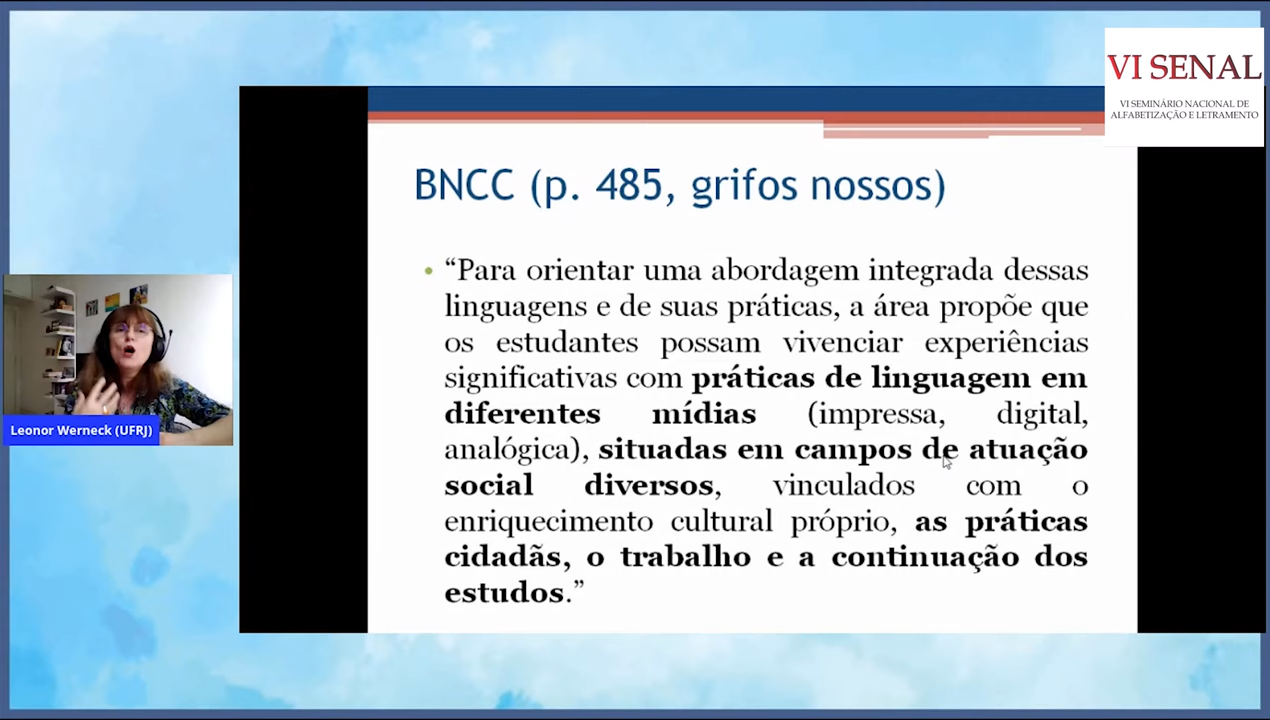 VI SENAL
VI SEMINÁRIO NACIONAL DE
ALFABETIZAÇÃO E LETRAMENTO
BNCC (p. 485, grifos nossos)
• “Para orientar uma abordagem integrada dessas
linguagens e de suas práticas, a área propõe que
os estudantes possam vivenciar experiências
significativas com práticas de linguagem em
diferentes mídias (impressa, digital,
analógica), situadas em campos de atuação
social diversos, vinculados com o
enriquecimento cultural próprio, as práticas
cidadãs, o trabalho e a continuação dos
estudos.”
Leonor Werneck (UFRJ)